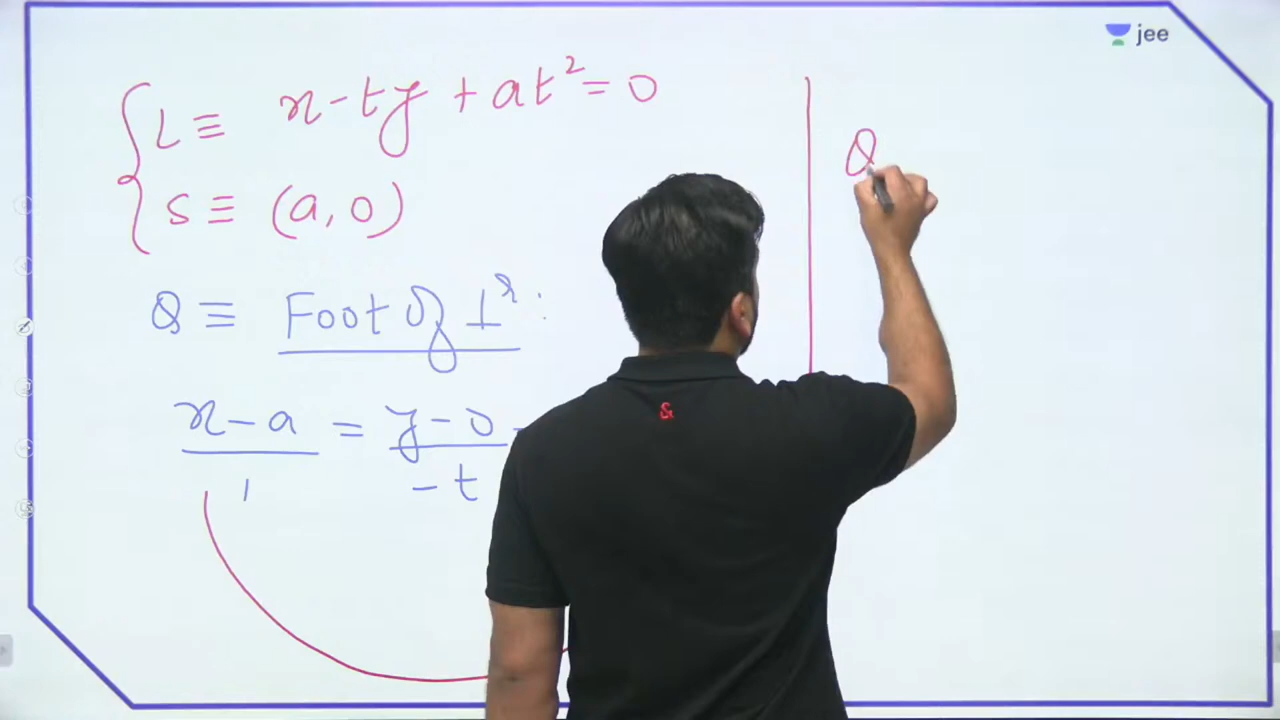 jee
L ≡ x - ty + at² = 0
S ≡ (a, 0)
Q ≡ Foot of ⊥r :
x - a / 1 = y - 0 / -t
Q
&